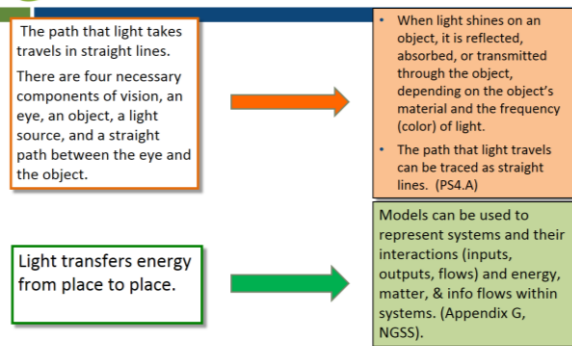 The path that light takes
travels in straight lines.
There are four necessary
components of vision, an
eye, an object, a light
source, and a straight
path between the eye and
the object.
• When light shines on an
object, it is reflected,
absorbed, or transmitted
through the object,
depending on the object's
material and the frequency
(color) of light.
• The path that light travels
can be traced as straight
lines. (PS4.A)
Light transfers energy
from place to place.
Models can be used to
represent systems and their
interactions (inputs,
outputs, flows) and energy,
matter, & info flows within
systems. (Appendix G,
NGSS).